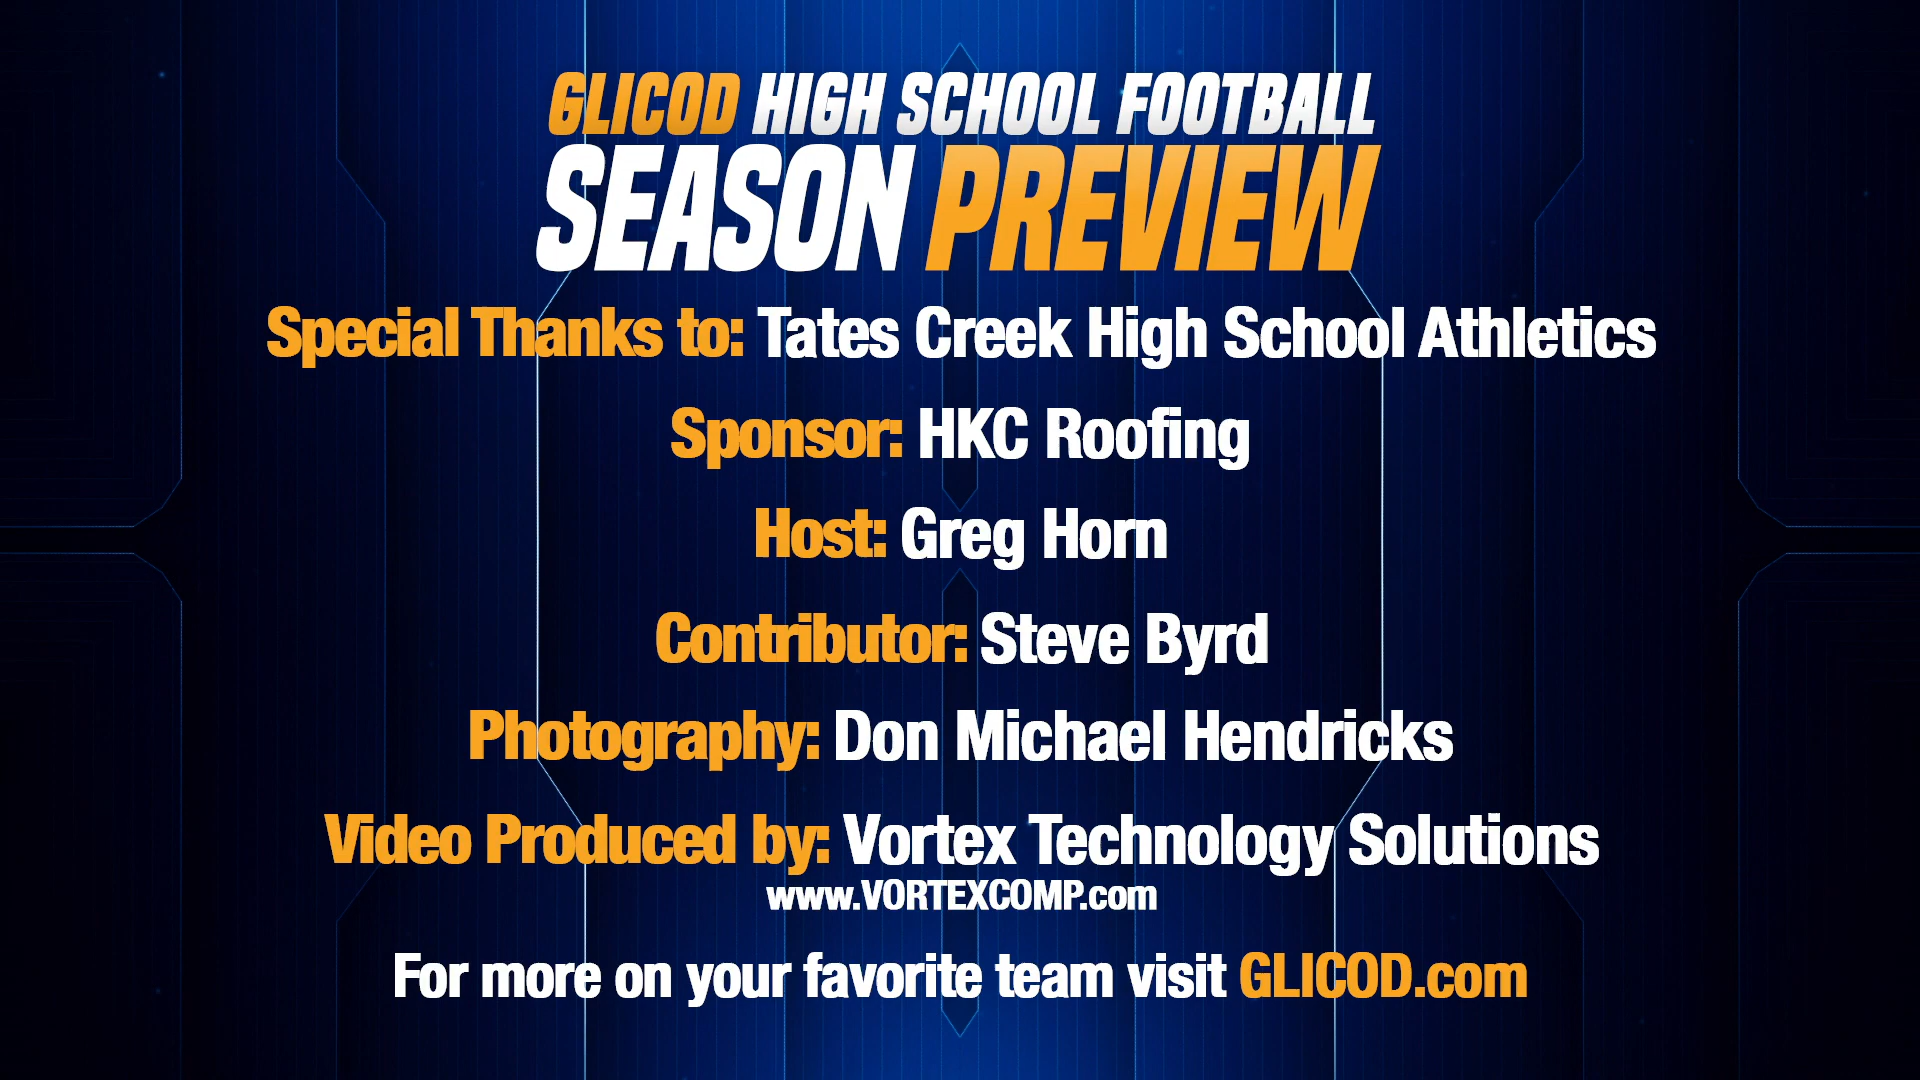 GLICOD HIGH SCHOOL FOOTBALL
SEASON PREVIEW
Special Thanks to: Tates Creek High School Athletics
Sponsor: HKC Roofing
Host: Greg Horn
Contributor: Steve Byrd
Photography: Don Michael Hendricks
Video Produced by: Vortex Technology Solutions
www.VORTEXCOMP.com
For more on your favorite team visit GLICOD.com